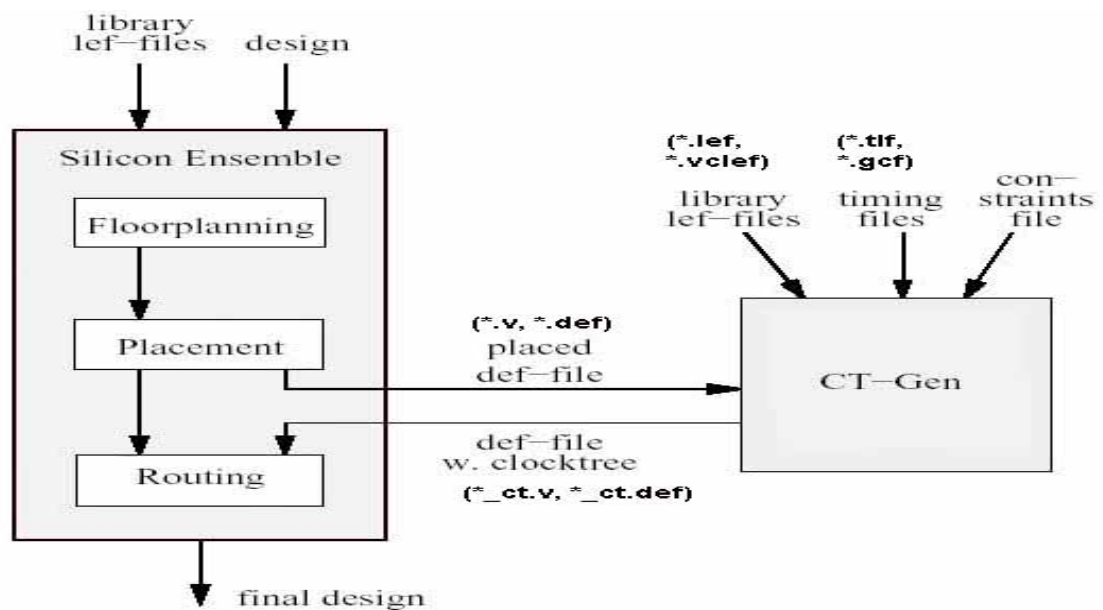 library
lef-files
design
Silicon Ensemble
Floorplanning
Placement
Routing
final design
(*.v, *.def)
placed
def-file
def-file
w. clocktree
(*_ct.v, *_ct.def)
(*.lef,
*.vclef)
library
lef-files
(*.tlf,
*.gcf)
timing
files
con-
straints
file
CT-Gen